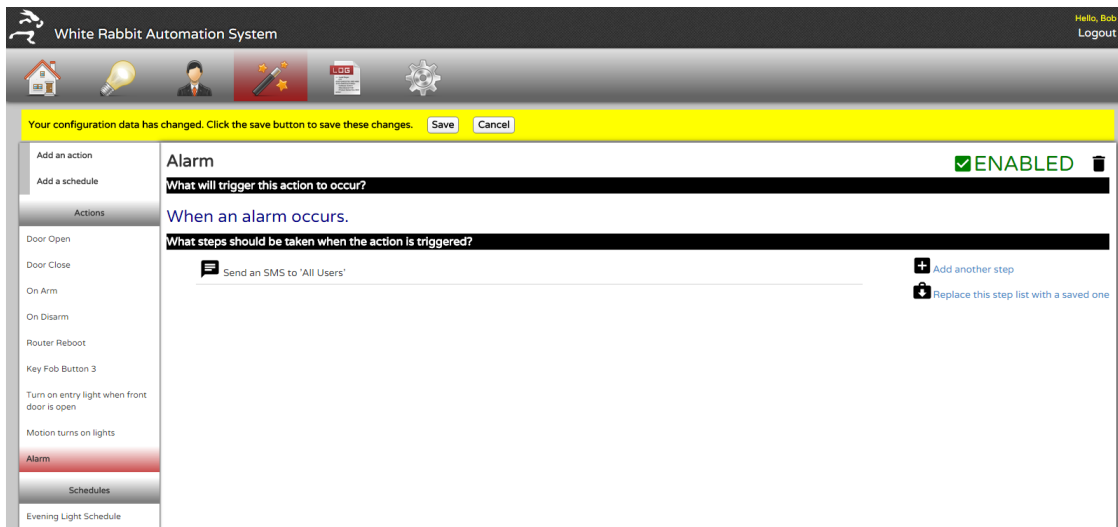 Hello, Bob
White Rabbit Automation System
Logout
LOG
Your configuration data has changed. Click the save button to save these changes. Save Cancel
Add an action
Add a schedule
Actions
Door Open
Door Close
On Arm
On Disarm
Router Reboot
Key Fob Button 3
Turn on entry light when front
door is open
Motion turns on lights
Alarm
Schedules
Evening Light Schedule
Alarm
ENABLED
What will trigger this action to occur?
When an alarm occurs.
What steps should be taken when the action is triggered?
Send an SMS to 'All Users'
Add another step
Replace this step list with a saved one